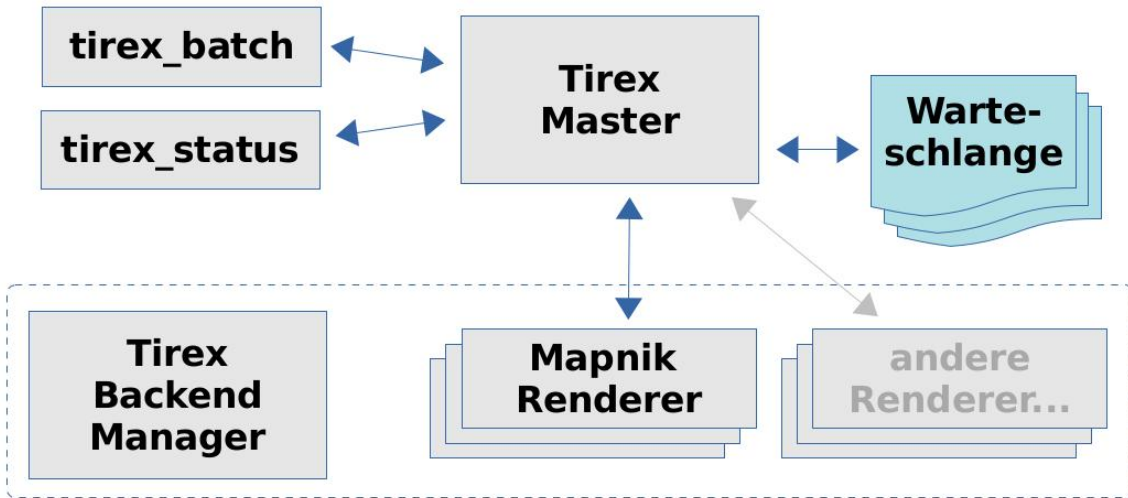 tirex_batch
Tirex
Master
Warte-
schlange
tirex_status
Tirex
Backend
Manager
Mapnik
Renderer
andere
Renderer...